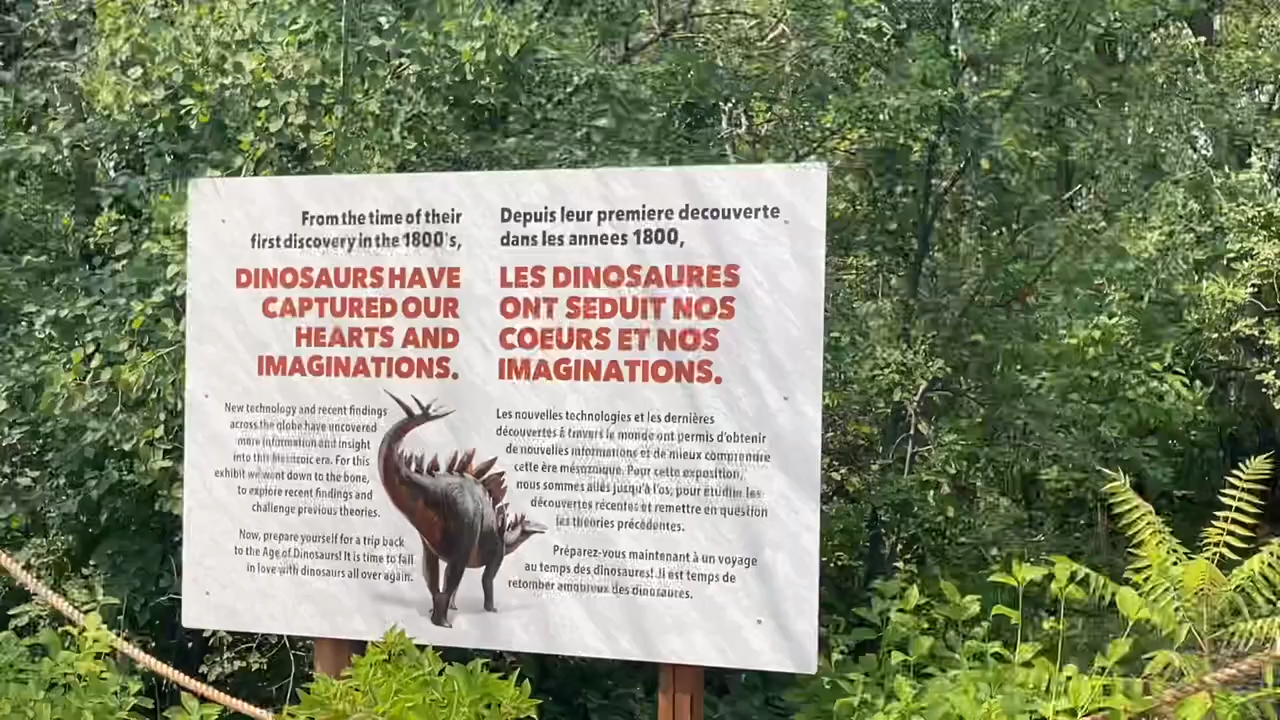 From the time of their
first discovery in the 1800's,
DINOSAURS HAVE
CAPTURED OUR
HEARTS AND
IMAGINATIONS.
New technology and recent findings
across the globe have uncovered
more information and insight
into this Mesozoic era. For this
exhibit we went down to the bone,
to explore recent findings and
challenge previous theories.
Now, prepare yourself for a trip back
to the Age of Dinosaurs! It is time to fall
in love with dinosaurs all over again.
Depuis leur premiere decouverte
dans les annees 1800,
LES DINOSAURES
ONT SEDUIT NOS
COEURS ET NOS
IMAGINATIONS.
Les nouvelles technologies et les dernières
découvertes à travers le monde ont permis d'obtenir
de nouvelles informations et de mieux comprendre
cette ère mésozoïque. Pour cette exposition,
nous sommes allés jusqu'à l'os, pour étudier les
découvertes récentes et remettre en question
les théories précédentes.
Préparez-vous maintenant à un voyage
au temps des dinosaures! Il est temps de
retomber amoureux des dinosaures.